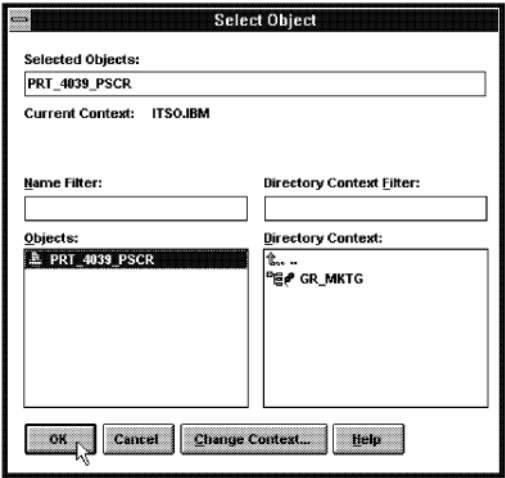 Select Object
Selected Objects:
PRT_4039_PSCR
Current Context: ITSO.IBM
Name Filter: Directory Context Filter:
Objects: Directory Context:
PRT_4039_PSCR ..
GR_MKTG
OK Cancel Change Context... Help